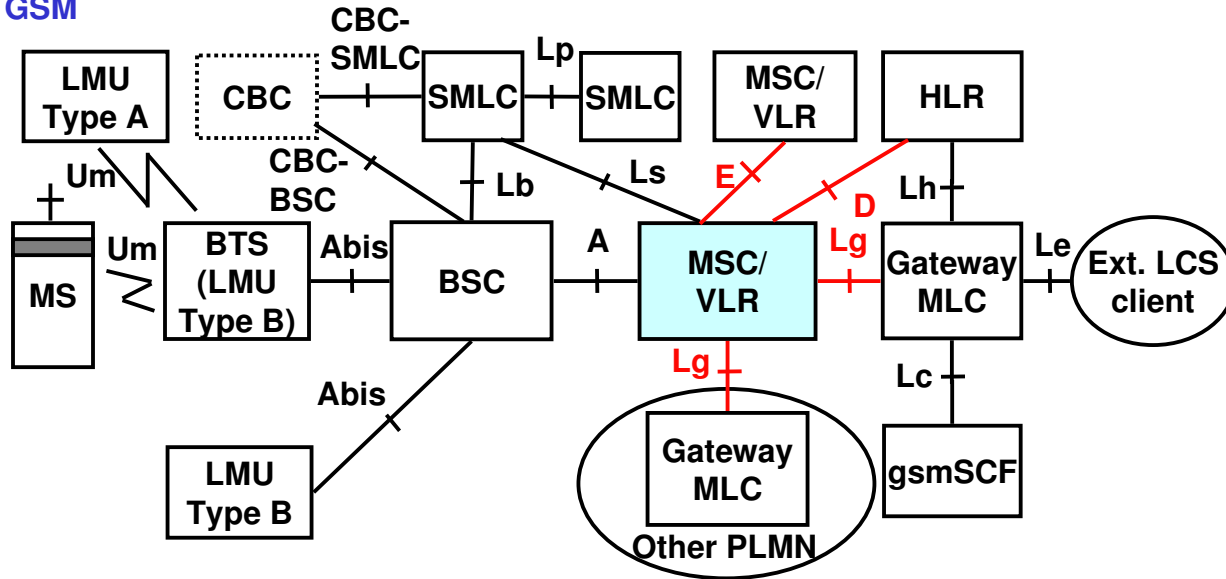 GSM
LMU
Type A
CBC
CBC-
SMLC
SMLC
Lp
SMLC
MSC/
VLR
HLR
Um
CBC-
BSC
Lb
Ls
E
D
Lh
MS
Um
BTS
(LMU
Type B)
Abis
BSC
A
MSC/
VLR
Lg
Gateway
MLC
Le
Ext. LCS
client
Abis
Lg
Lc
LMU
Type B
Gateway
MLC
Other PLMN
gsmSCF